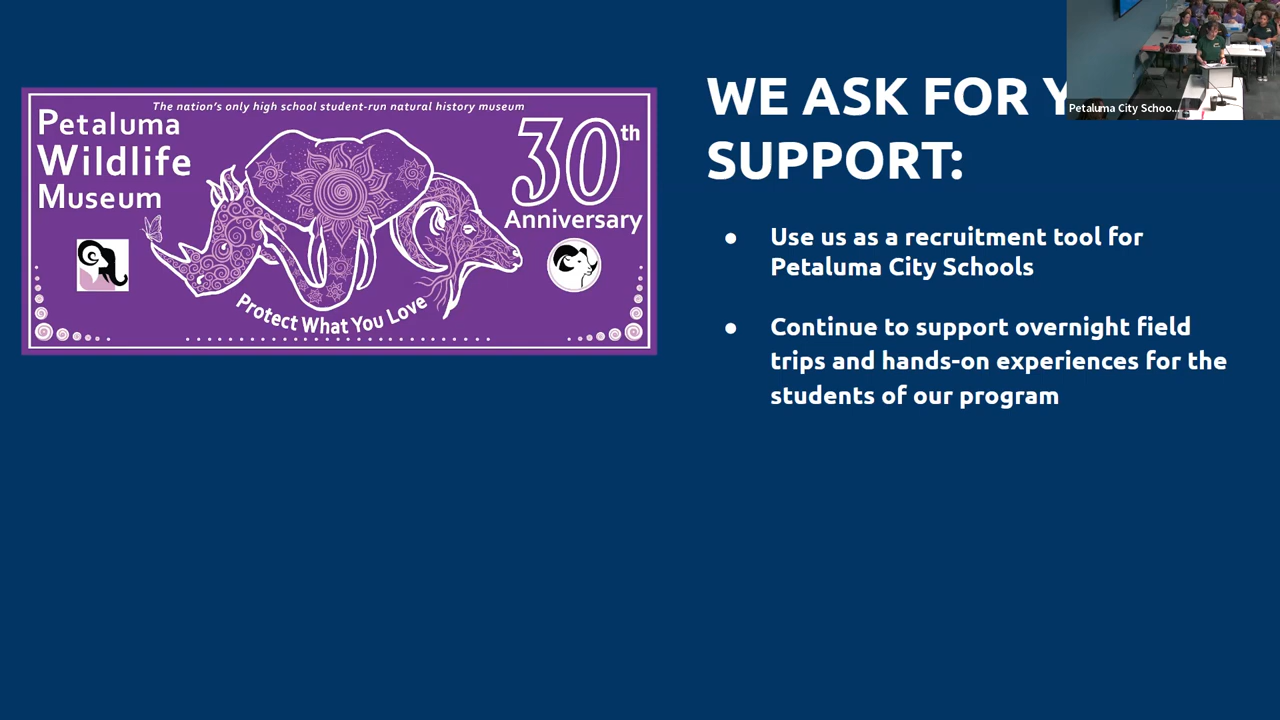 The nation's only high school student-run natural history museum
Petaluma
Wildlife
Museum
30th
Anniversary
Protect What You Love
WE ASK FOR Y
SUPPORT:
● Use us as a recruitment tool for
Petaluma City Schools
● Continue to support overnight field
trips and hands-on experiences for the
students of our program
Petaluma City Schoo...